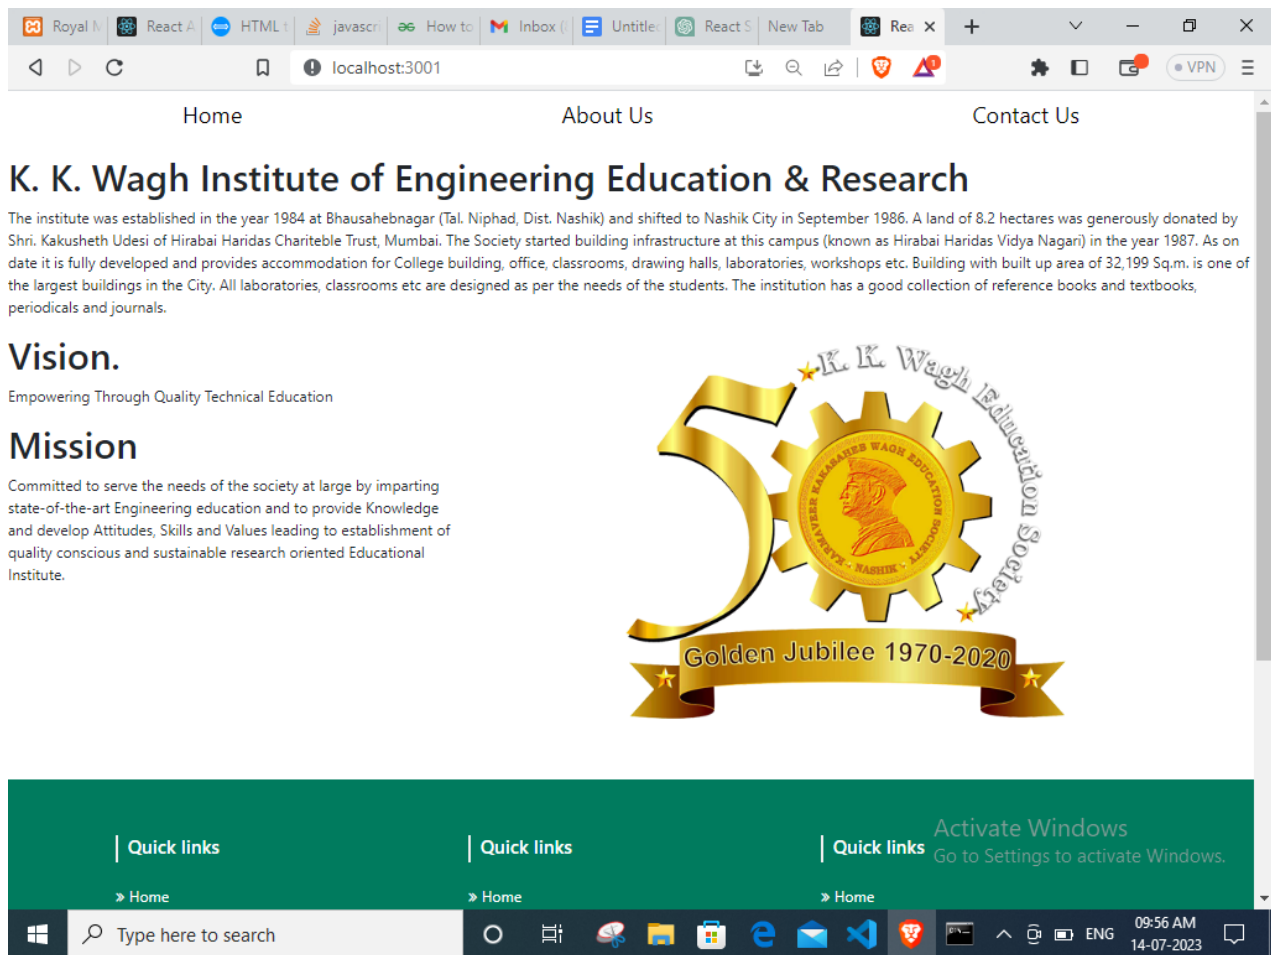 Royal M
React A
HTML t
javascri
How to
Inbox (
Untitled
React S
New Tab
Rea
localhost:3001
1
VPN
Home
About Us
Contact Us
K. K. Wagh Institute of Engineering Education & Research
The institute was established in the year 1984 at Bhausahebnagar (Tal. Niphad, Dist. Nashik) and shifted to Nashik City in September 1986. A land of 8.2 hectares was generously donated by
Shri. Kakusheth Udesi of Hirabai Haridas Chariteble Trust, Mumbai. The Society started building infrastructure at this campus (known as Hirabai Haridas Vidya Nagari) in the year 1987. As on
date it is fully developed and provides accommodation for College building, office, classrooms, drawing halls, laboratories, workshops etc. Building with built up area of 32,199 Sq.m. is one of
the largest buildings in the City. All laboratories, classrooms etc are designed as per the needs of the students. The institution has a good collection of reference books and textbooks,
periodicals and journals.
Vision.
Empowering Through Quality Technical Education
Mission
Committed to serve the needs of the society at large by imparting
state-of-the-art Engineering education and to provide Knowledge
and develop Attitudes, Skills and Values leading to establishment of
quality conscious and sustainable research oriented Educational
Institute.
K. K. Wagh Education Society
50
KARMAVEER KAKASAHEB WAGH EDUCATION SOCIETY
NASHIK
Golden Jubilee 1970-2020
Quick links
Quick links
Quick links
» Home
» Home
» Home
Activate Windows
Go to Settings to activate Windows.
Type here to search
ENG
09:56 AM
14-07-2023